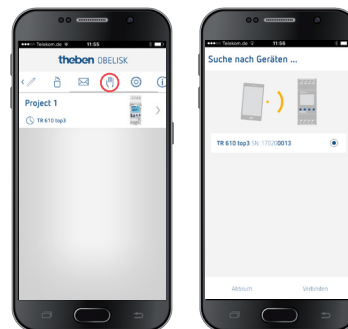 Telekom.de 11:55
theben OBELISK
Project 1
TR 610 top3
Telekom.de 11:56
Suche nach Geräten ...
TR 610 top3 SN: 170200013
Abbruch Verbinden